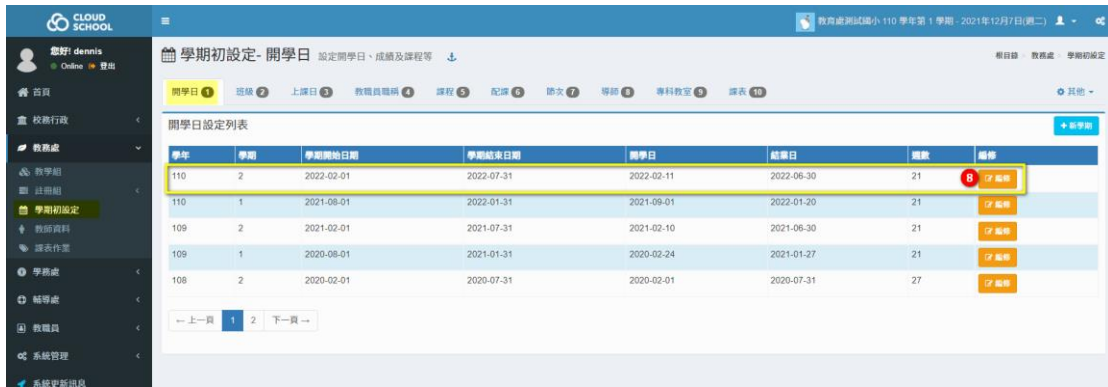 CLOUD SCHOOL
教育處測試國小 110 學年第 1 學期 - 2021年12月7日(週二)
您好! dennis
Online 登出
首頁
校務行政
教務處
教學組
註冊組
學期初設定
教師資料
課表作業
學務處
輔導處
教職員
系統管理
系統更新訊息
學期初設定- 開學日 設定開學日、成績及課程等
根目錄 教務處 學期初設定
開學日 1 班級 2 上課日 3 教職員職稱 4 課程 5 配課 6 節次 7 導師 8 專科教室 9 課表 10 其他
開學日設定列表
+ 新學期
學年 學期 學期開始日期 學期結束日期 開學日 結業日 週數 編修
110 2 2022-02-01 2022-07-31 2022-02-11 2022-06-30 21 8 編修
110 1 2021-08-01 2022-01-31 2021-09-01 2022-01-20 21 編修
109 2 2021-02-01 2021-07-31 2021-02-10 2021-06-30 21 編修
109 1 2020-08-01 2021-01-31 2020-02-24 2021-01-27 21 編修
108 2 2020-02-01 2020-07-31 2020-02-01 2020-07-31 27 編修
← 上一頁 1 2 下一頁 →